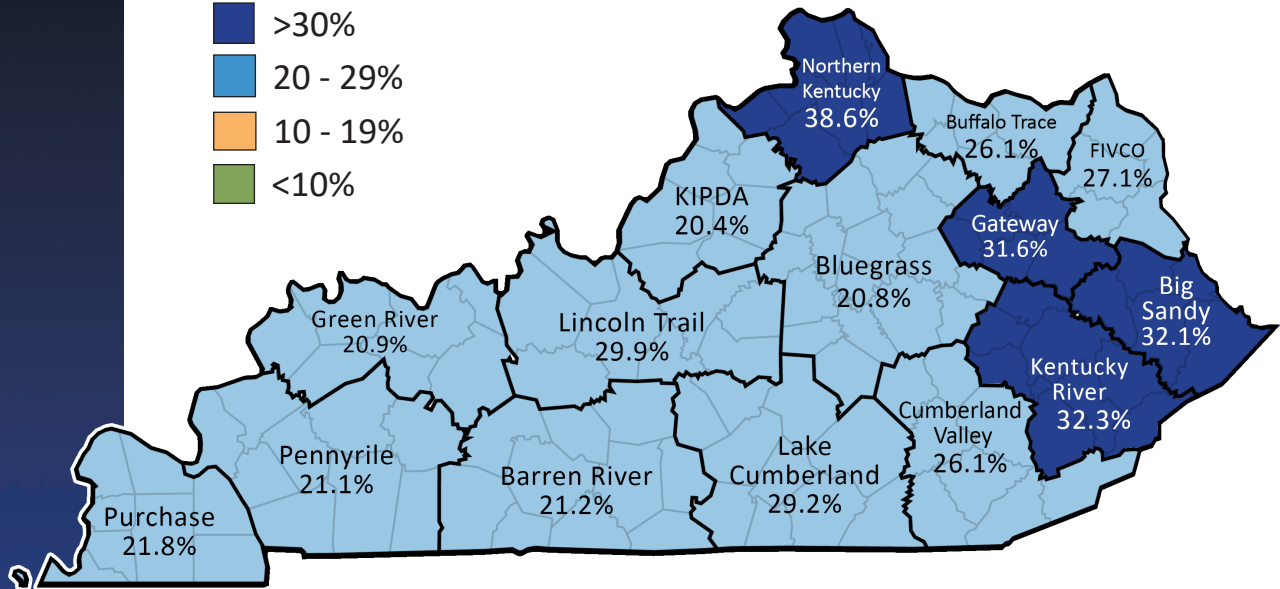 >30%
20 - 29%
10 - 19%
<10%
Northern
Kentucky
38.6%
Buffalo Trace
26.1%
FIVCO
27.1%
KIPDA
20.4%
Gateway
31.6%
Bluegrass
20.8%
Big
Sandy
32.1%
Green River
20.9%
Lincoln Trail
29.9%
Kentucky
River
32.3%
Cumberland
Valley
26.1%
Lake
Cumberland
29.2%
Pennyrile
21.1%
Barren River
21.2%
Purchase
21.8%